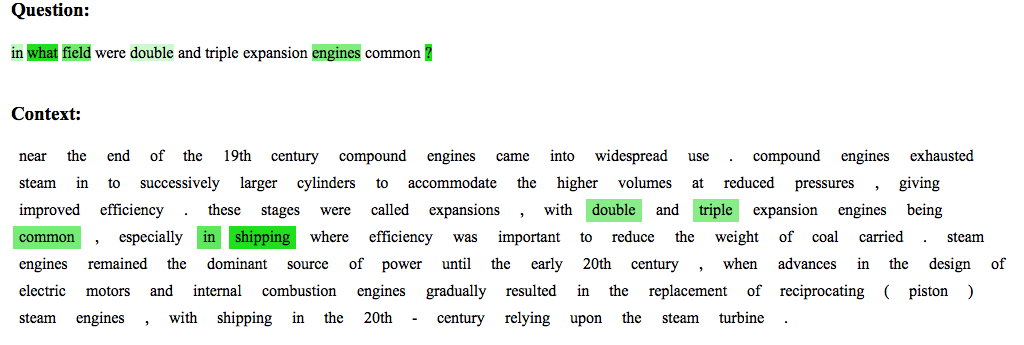 Question:
in what field were double and triple expansion engines common ?
Context:
near the end of the 19th century compound engines came into widespread use . compound engines exhausted
steam in to successively larger cylinders to accommodate the higher volumes at reduced pressures , giving
improved efficiency . these stages were called expansions , with double and triple expansion engines being
common , especially in shipping where efficiency was important to reduce the weight of coal carried . steam
engines remained the dominant source of power until the early 20th century , when advances in the design of
electric motors and internal combustion engines gradually resulted in the replacement of reciprocating ( piston )
steam engines , with shipping in the 20th - century relying upon the steam turbine .